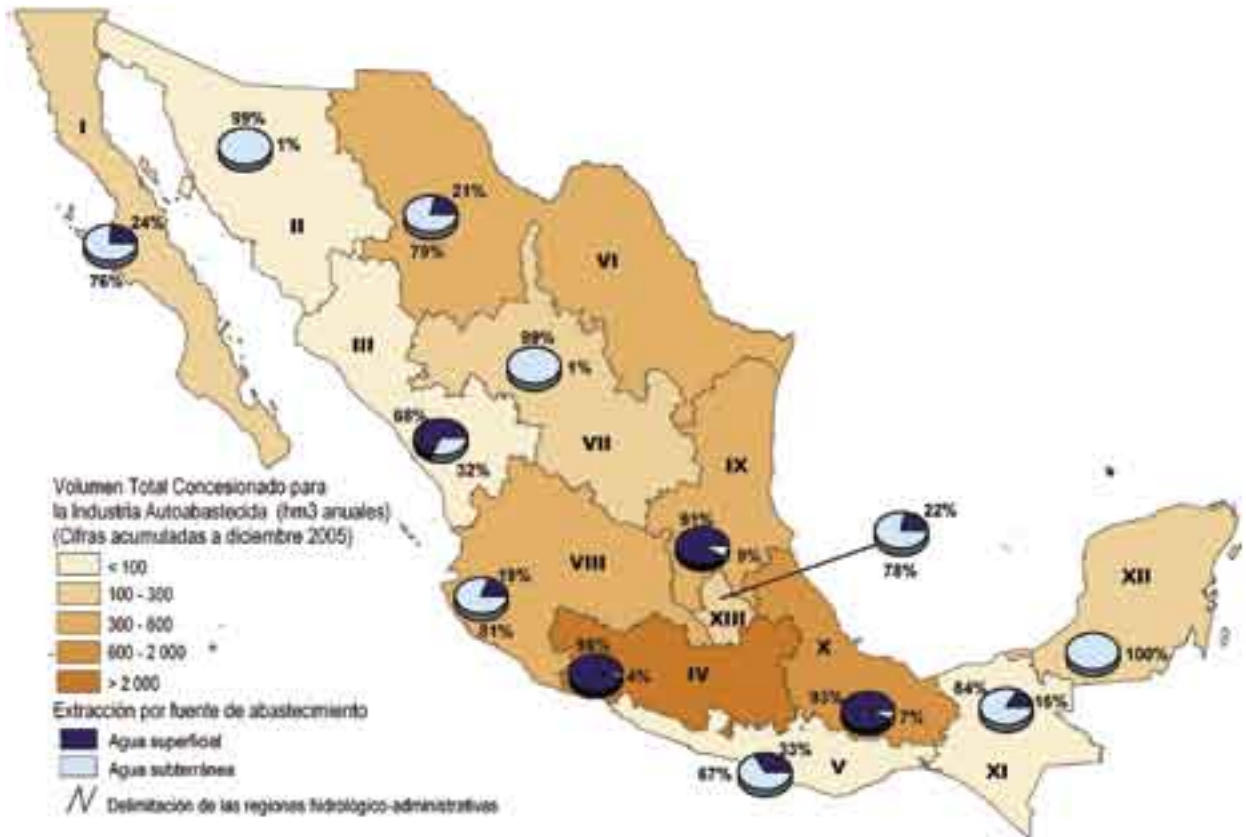 I
99%
1%
II
24%
76%
21%
79%
VI
III
99%
1%
VII
68%
32%
IX
91%
9%
22%
78%
VIII
19%
81%
XIII
XII
100%
X
IV
4%
93%
7%
84%
16%
V
33%
67%
XI
Volumen Total Concesionado para
la Industria Autoabastecida (hm3 anuales)
(Cifras acumuladas a diciembre 2005)
< 100
100 - 300
300 - 600
600 - 2 000
> 2 000
Extracción por fuente de abastecimiento
Agua superficial
Agua subterránea
Delimitación de las regiones hidrológico-administrativas